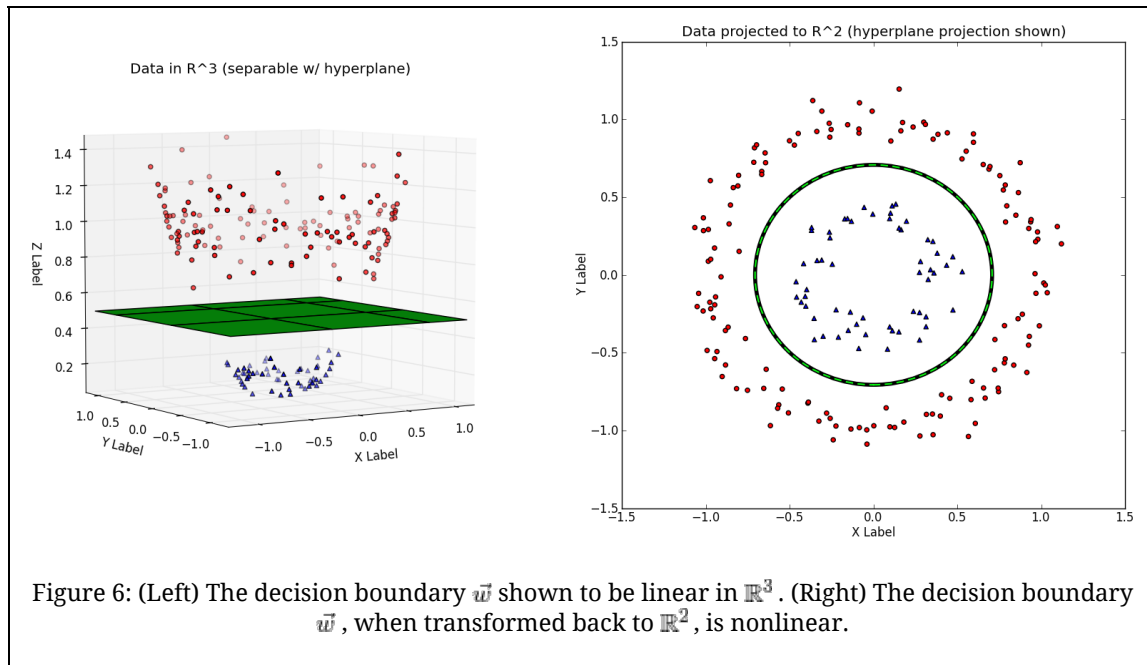 Data in R^3 (separable w/ hyperplane)
Z Label
1.4
1.2
1.0
0.8
0.6
0.4
0.2
1.0 0.5 0.0 −0.5 −1.0
Y Label
−1.0 −0.5 0.0 0.5 1.0
X Label
Data projected to R^2 (hyperplane projection shown)
Y Label
1.5
1.0
0.5
0.0
−0.5
−1.0
−1.5
−1.5 −1.0 −0.5 0.0 0.5 1.0 1.5
X Label
Figure 6: (Left) The decision boundary w⃗ shown to be linear in ℝ³. (Right) The decision boundary
w⃗, when transformed back to ℝ², is nonlinear.